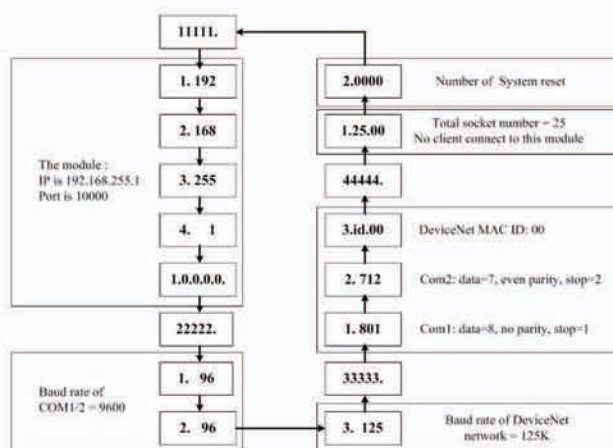 11111.
1. 192
2. 168
3. 255
4. 1
1.0.0.0.0.
The module :
IP is 192.168.255.1
Port is 10000
22222.
1. 96
2. 96
Baud rate of
COM1/2 = 9600
3. 125
Baud rate of DeviceNet
network = 125K
33333.
1. 801
Com1: data=8, no parity, stop=1
2. 712
Com2: data=7, even parity, stop=2
3.id.00
DeviceNet MAC ID: 00
44444.
1.25.00
Total socket number = 25
No client connect to this module
2.0000
Number of System reset